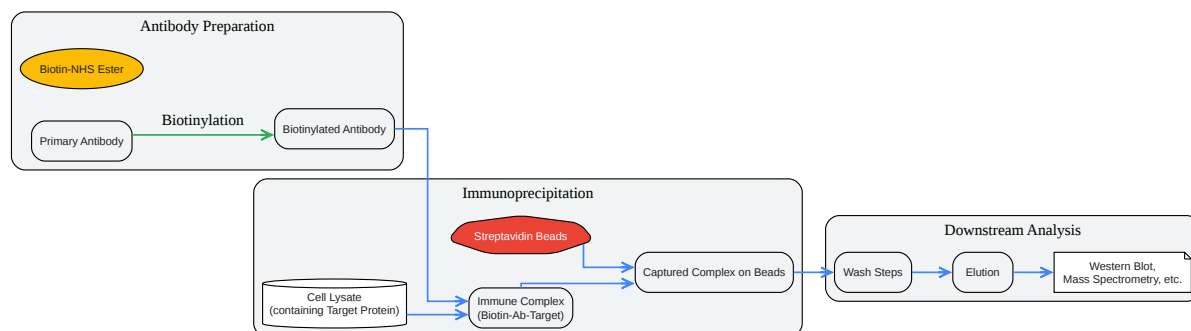 Antibody Preparation
Biotin-NHS Ester
Biotinylation
Primary Antibody
Biotinylated Antibody
Immunoprecipitation
Streptavidin Beads
Captured Complex on Beads
Cell Lysate
(containing Target Protein)
Immune Complex
(Biotin-Ab-Target)
Downstream Analysis
Wash Steps
Elution
Western Blot,
Mass Spectrometry, etc.